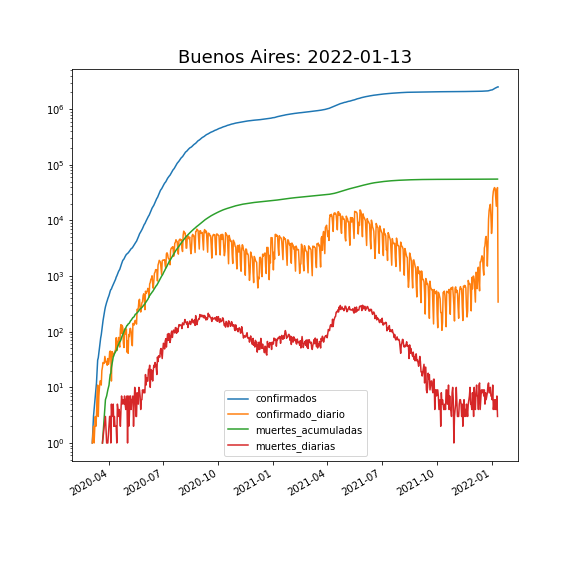 Buenos Aires: 2022-01-13
10^6
10^5
10^4
10^3
10^2
10^1
10^0
confirmados
confirmado_diario
muertes_acumuladas
muertes_diarias
2020-04 2020-07 2020-10 2021-01 2021-04 2021-07 2021-10 2022-01